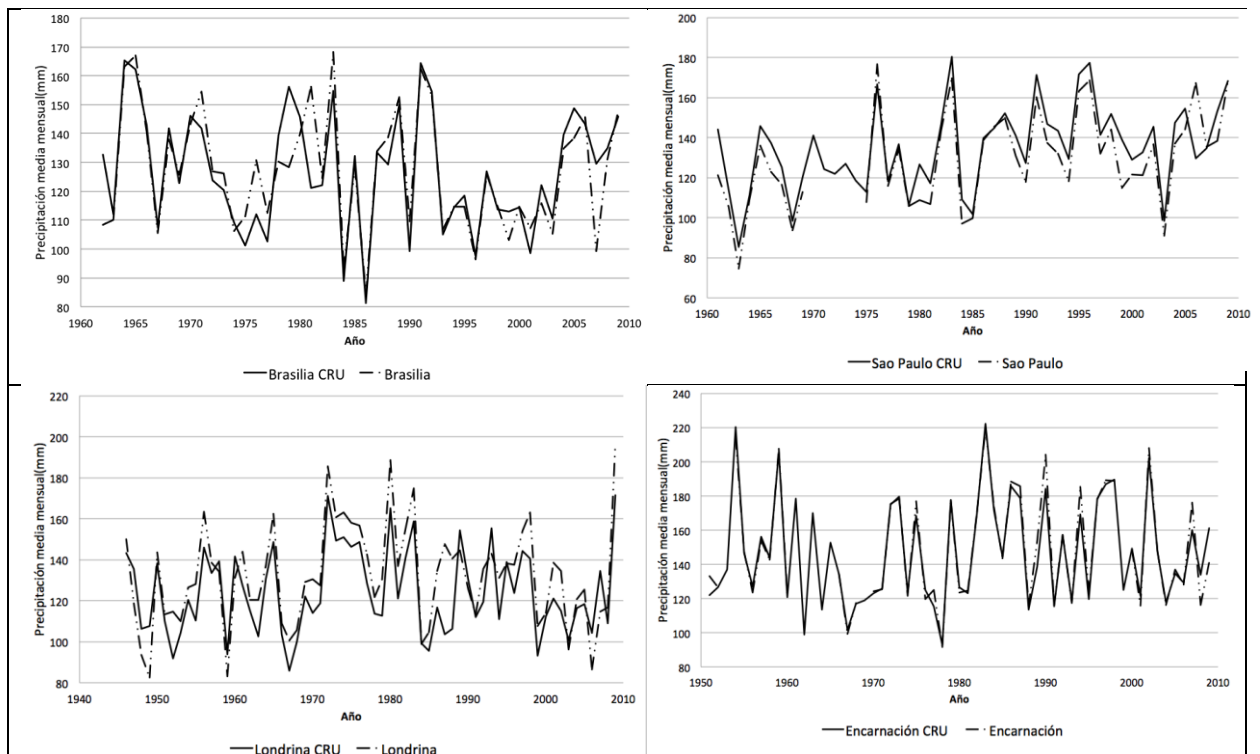 180
170
160
150
140
130
120
110
100
90
80
Precipitación media mensual(mm)
1960 1965 1970 1975 1980 1985 1990 1995 2000 2005 2010
Año
Brasilia CRU Brasilia
200
180
160
140
120
100
80
60
Precipitación media mensual(mm)
1960 1965 1970 1975 1980 1985 1990 1995 2000 2005 2010
Año
Sao Paulo CRU Sao Paulo
220
200
180
160
140
120
100
80
Precipitación media mensual(mm)
1940 1950 1960 1970 1980 1990 2000 2010
Año
Londrina CRU Londrina
240
220
200
180
160
140
120
100
80
Precipitación media mensual(mm)
1950 1960 1970 1980 1990 2000 2010
Año
Encarnación CRU Encarnación